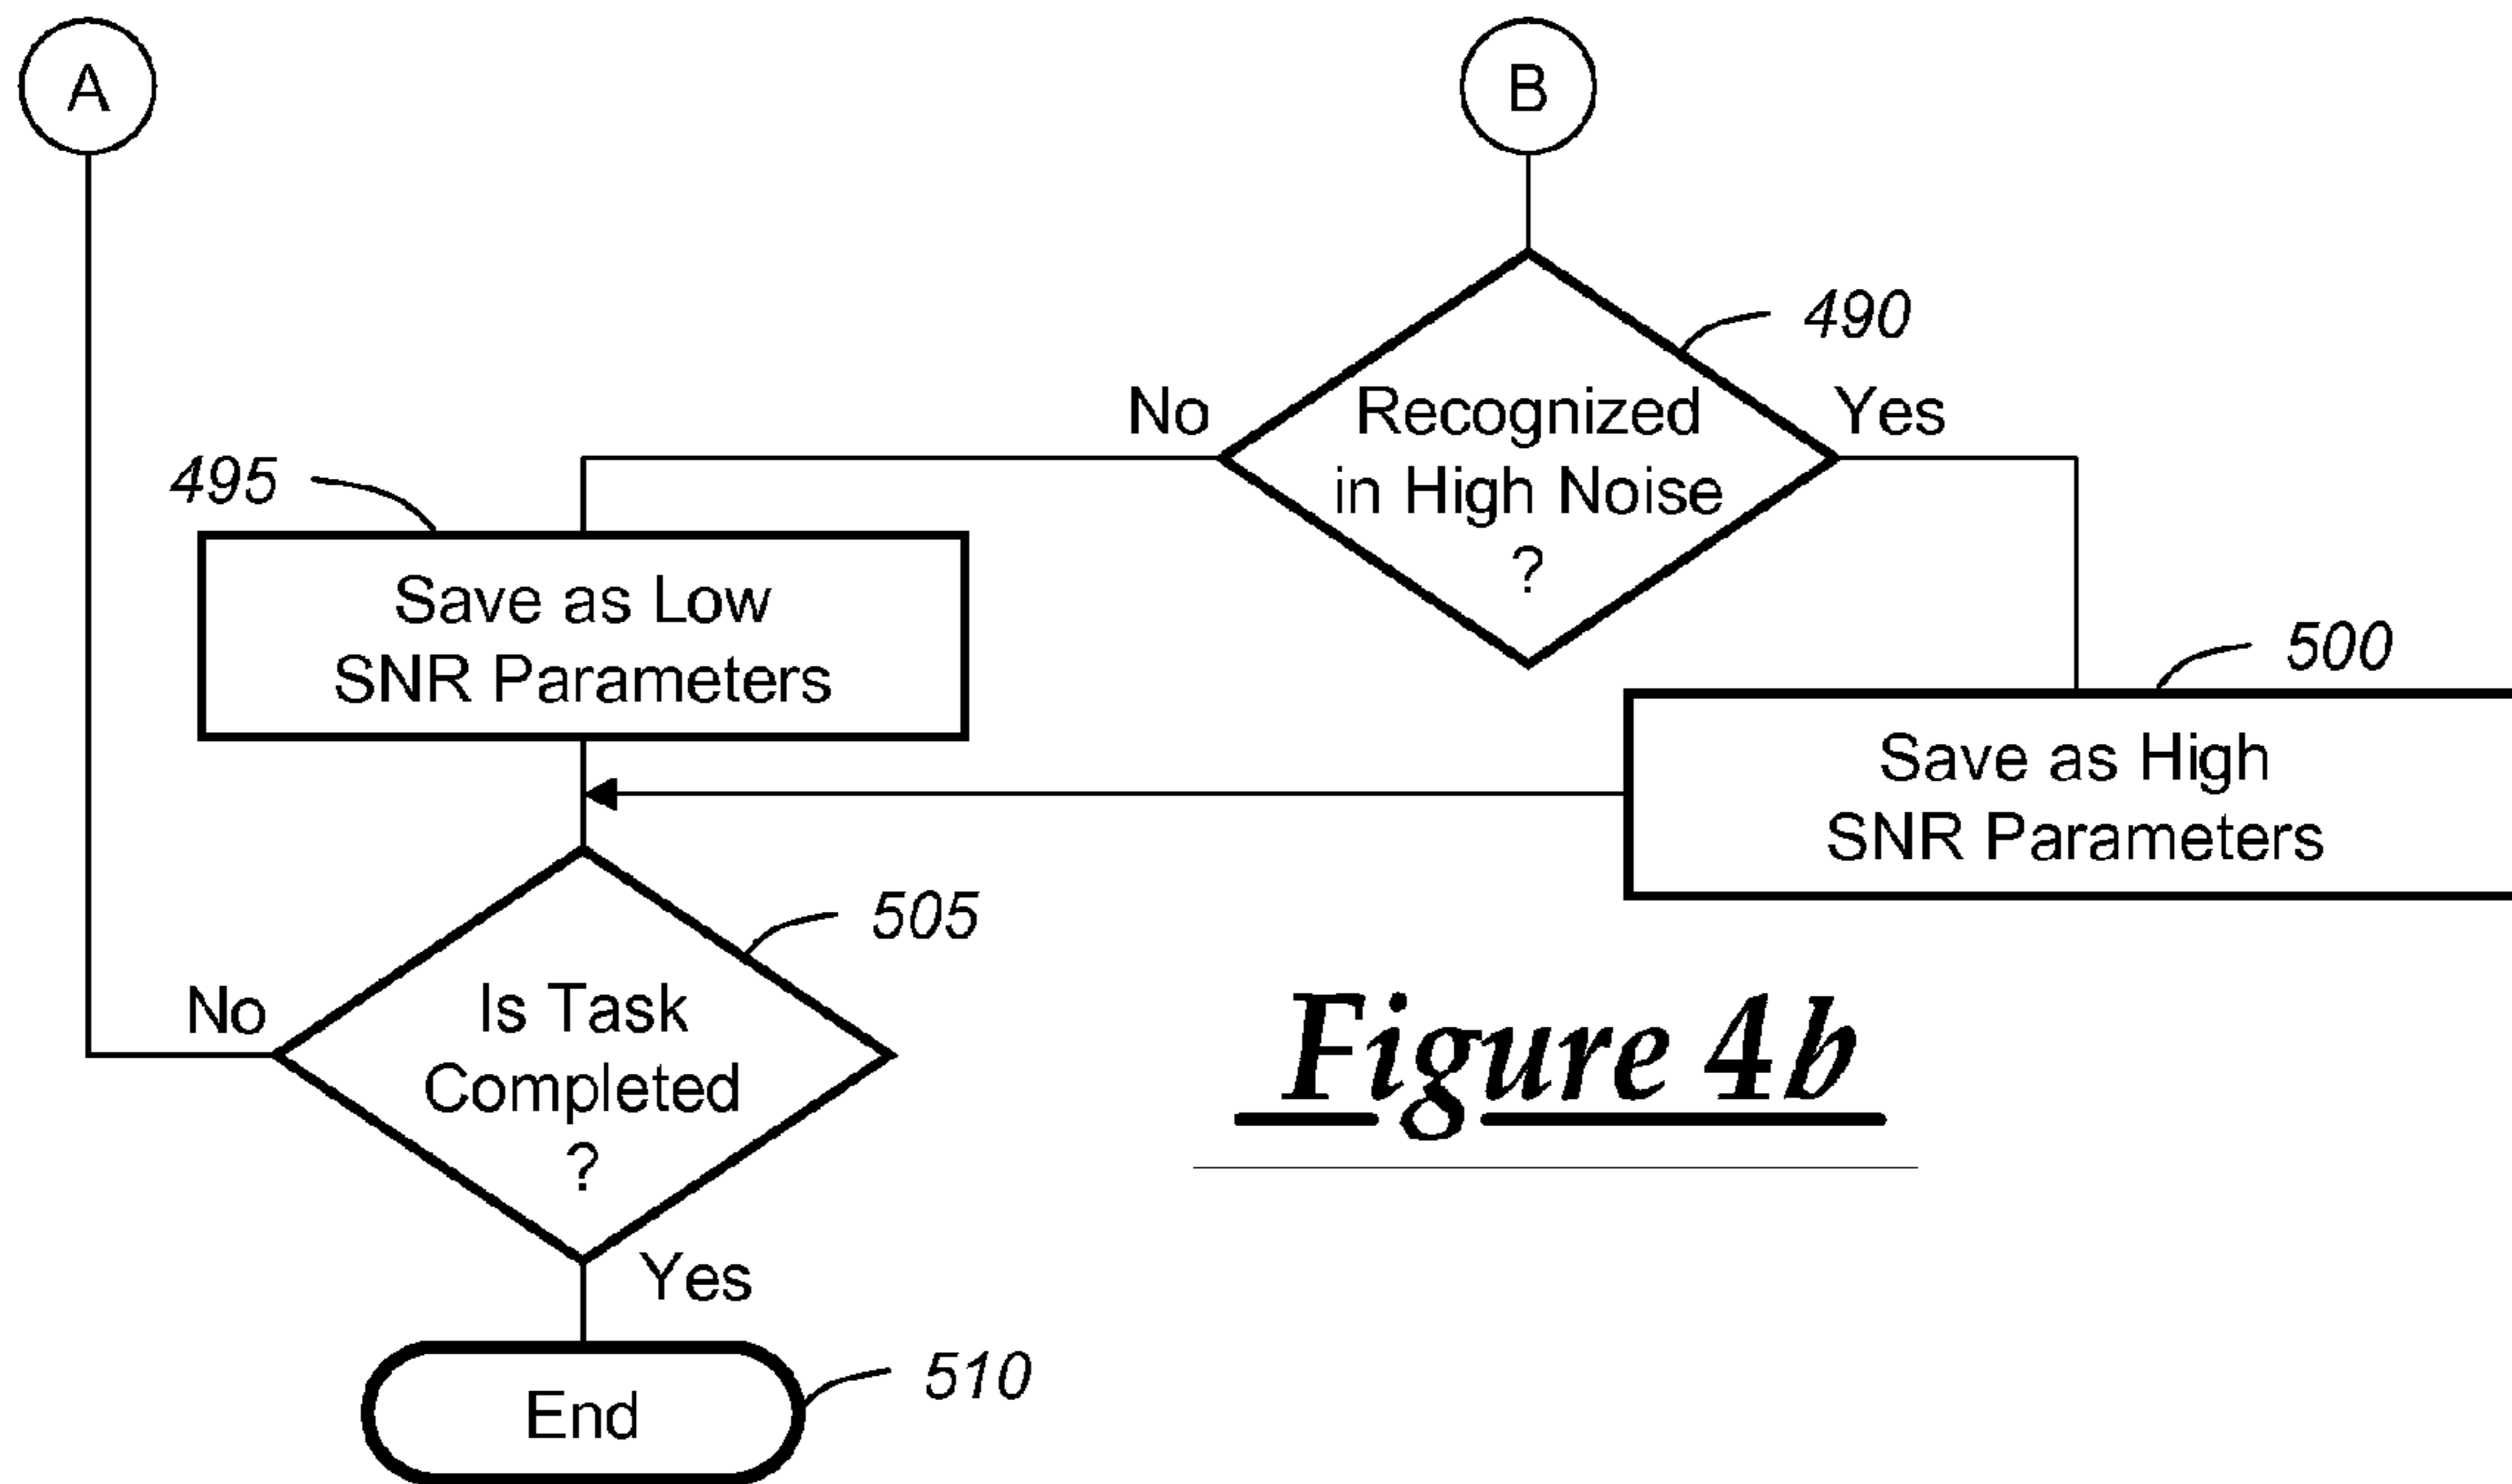 A
B
490
No
Recognized
in High Noise
?
Yes
495
Save as Low
SNR Parameters
500
Save as High
SNR Parameters
505
No
Is Task
Completed
?
Yes
Figure 4b
End
510